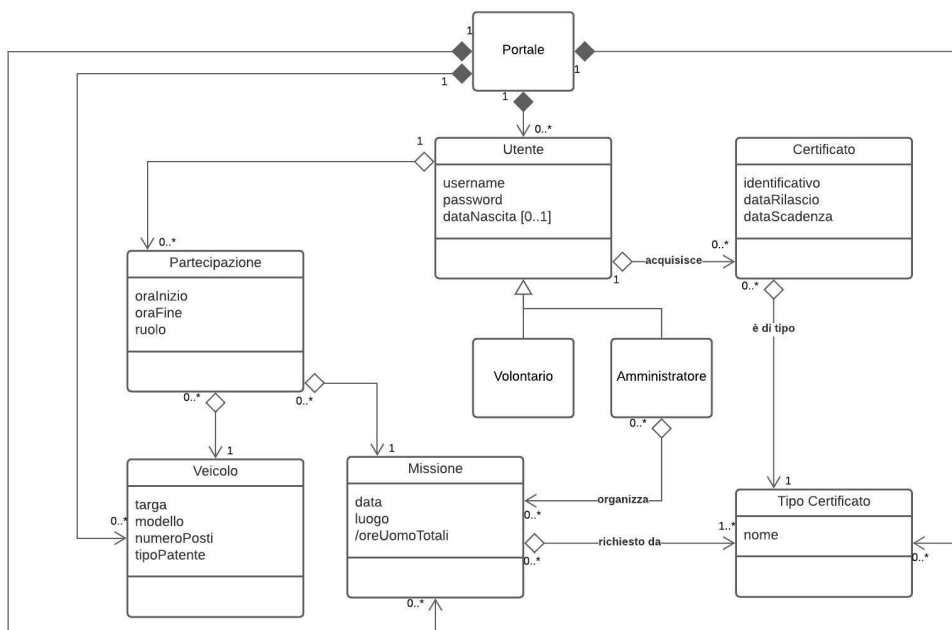 1
Portale
1
1
1
0..*
Utente
username
password
dataNascita [0..1]
Certificato
identificativo
dataRilascio
dataScadenza
1
0..*
Partecipazione
oraInizio
oraFine
ruolo
1
acquisisce
0..*
0..*
è di tipo
1
Volontario
Amministratore
0..*
0..*
0..*
1
1
Veicolo
targa
modello
numeroPosti
tipoPatente
0..*
Missione
data
luogo
/oreUomoTotali
organizza
0..*
0..*
richiesto da
1..*
Tipo Certificato
nome
0..*
0..*